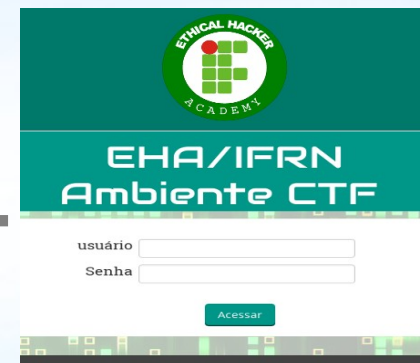 ETHICAL HACKER
ACADEMY
EHA/IFRN
Ambiente CTF
usuário
Senha
Acessar